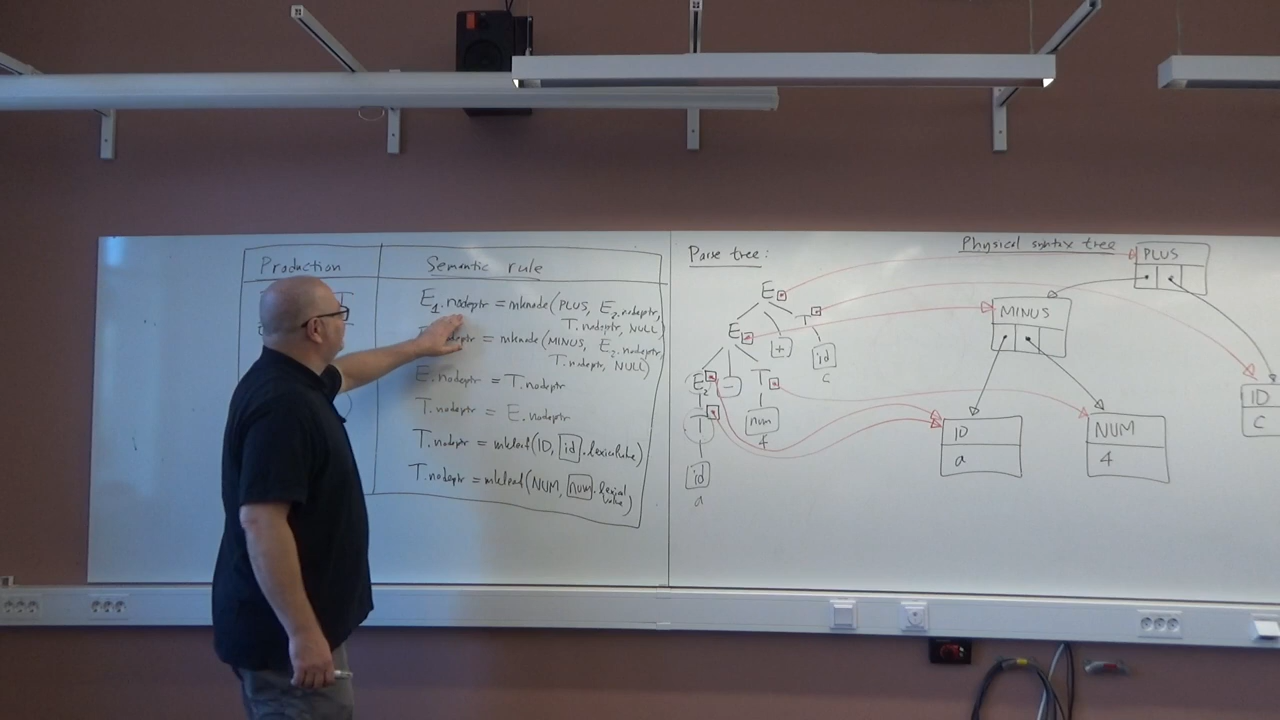 Production
Semantic rule
E1.nodeptr = mknode(PLUS, E2.nodeptr,
T.nodeptr, NULL)
nodeptr = mknode(MINUS, E2.nodeptr,
T.nodeptr, NULL)
E.nodeptr = T.nodeptr
T.nodeptr = E.nodeptr
T.nodeptr = mkleaf(ID, id.lexicalvalue)
T.nodeptr = mkleaf(NUM, num.lexical
value)
Parse tree:
E
E
+
T
id
c
E2
-
T
T
num
4
id
a
Physical syntax tree
PLUS
MINUS
ID
a
NUM
4
ID
C